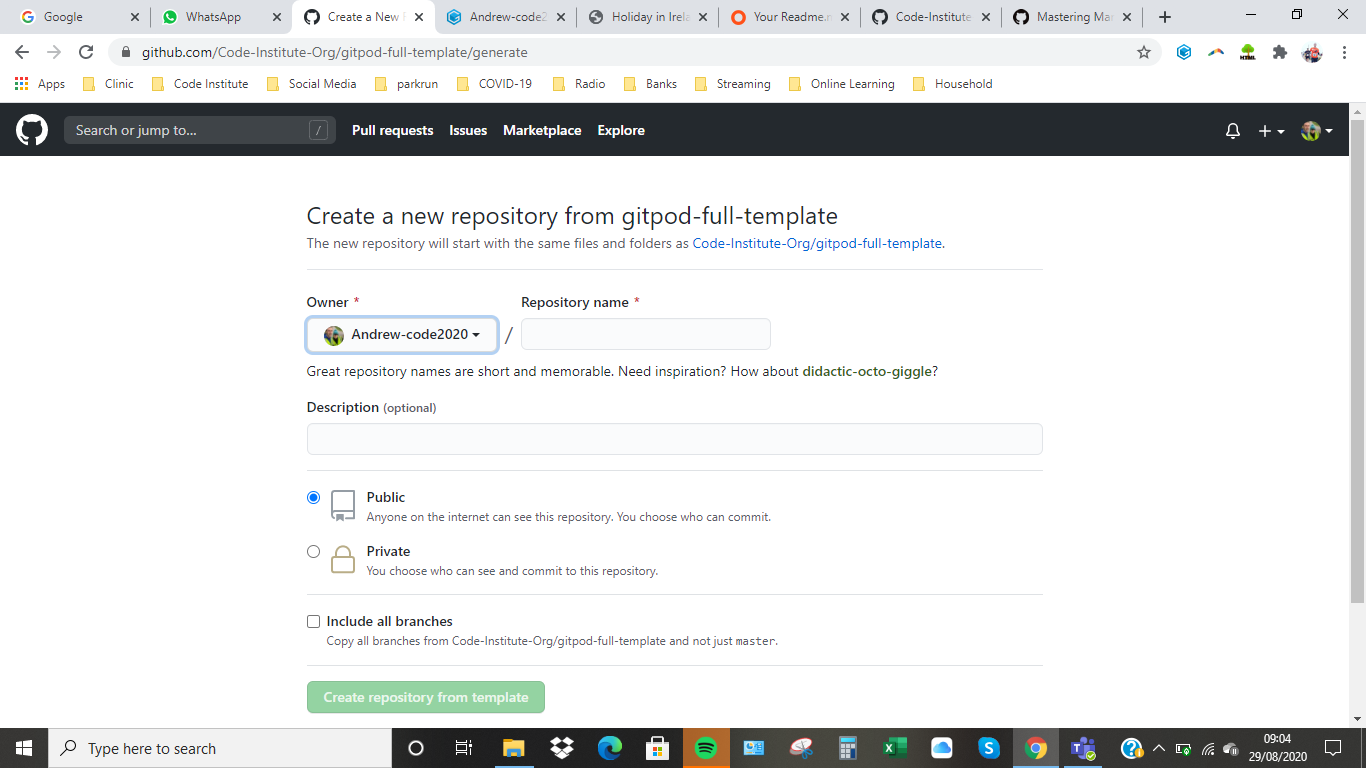 Google
WhatsApp
Create a New
Andrew-code2
Holiday in Irela
Your Readme.m
Code-Institute
Mastering Mar
github.com/Code-Institute-Org/gitpod-full-template/generate
Apps
Clinic
Code Institute
Social Media
parkrun
COVID-19
Radio
Banks
Streaming
Online Learning
Household
Search or jump to... /
Pull requests
Issues
Marketplace
Explore
Create a new repository from gitpod-full-template
The new repository will start with the same files and folders as Code-Institute-Org/gitpod-full-template.
Owner *
Repository name *
Andrew-code2020 /
Great repository names are short and memorable. Need inspiration? How about didactic-octo-giggle?
Description (optional)
Public
Anyone on the internet can see this repository. You choose who can commit.
Private
You choose who can see and commit to this repository.
Include all branches
Copy all branches from Code-Institute-Org/gitpod-full-template and not just master.
Create repository from template
Type here to search
09:04
29/08/2020